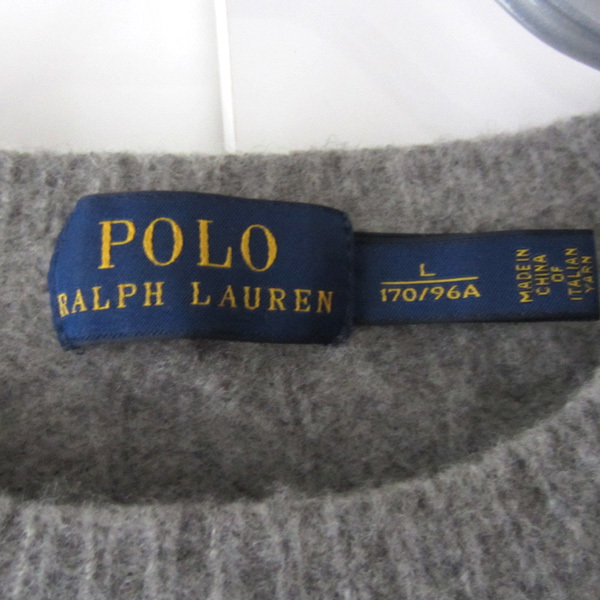 POLO
RALPH LAUREN
L
170/96A
MADE IN
CHINA
OF
ITALIAN
YARN